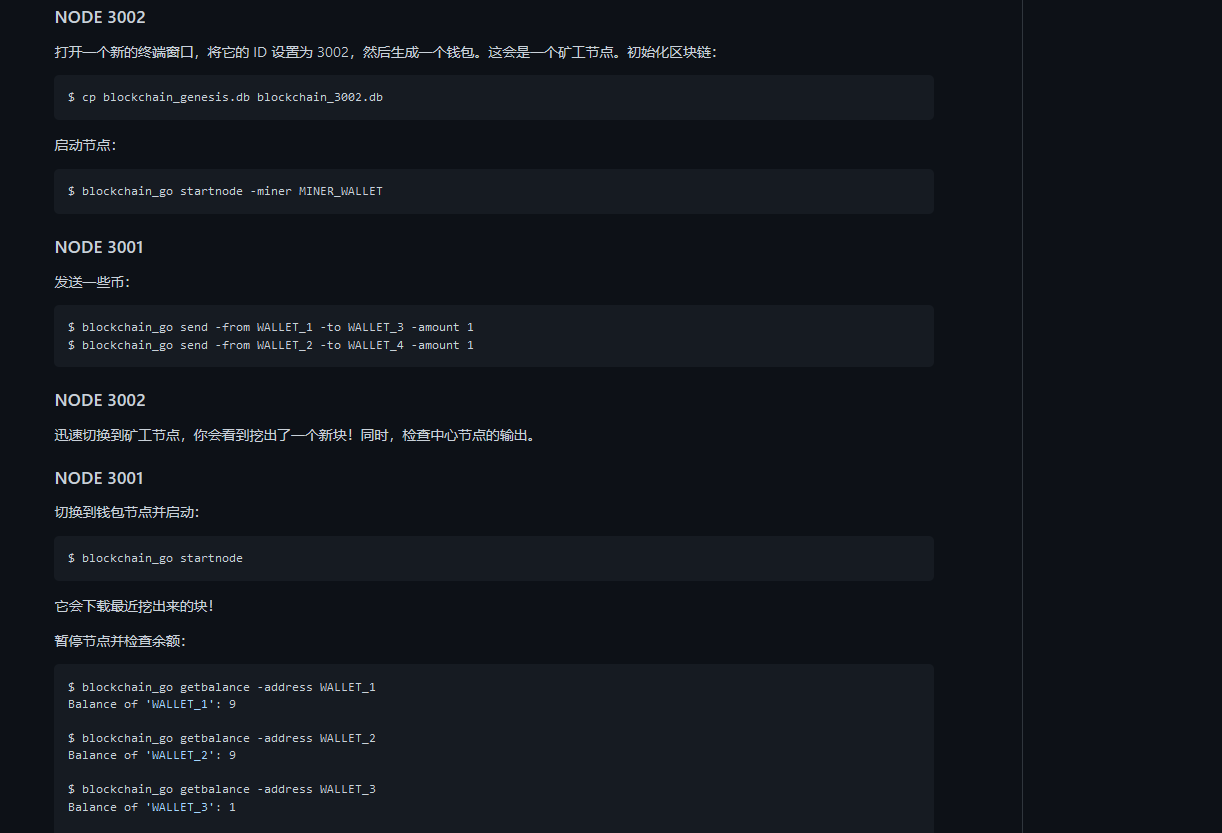 NODE 3002
打开一个新的终端窗口，将它的 ID 设置为 3002，然后生成一个钱包。这会是一个矿工节点。初始化区块链：
$ cp blockchain_genesis.db blockchain_3002.db
启动节点：
$ blockchain_go startnode -miner MINER_WALLET
NODE 3001
发送一些币：
$ blockchain_go send -from WALLET_1 -to WALLET_3 -amount 1
$ blockchain_go send -from WALLET_2 -to WALLET_4 -amount 1
NODE 3002
迅速切换到矿工节点，你会看到挖出了一个新块！同时，检查中心节点的输出。
NODE 3001
切换到钱包节点并启动：
$ blockchain_go startnode
它会下载最近挖出来的块！
暂停节点并检查余额：
$ blockchain_go getbalance -address WALLET_1
Balance of 'WALLET_1': 9
$ blockchain_go getbalance -address WALLET_2
Balance of 'WALLET_2': 9
$ blockchain_go getbalance -address WALLET_3
Balance of 'WALLET_3': 1